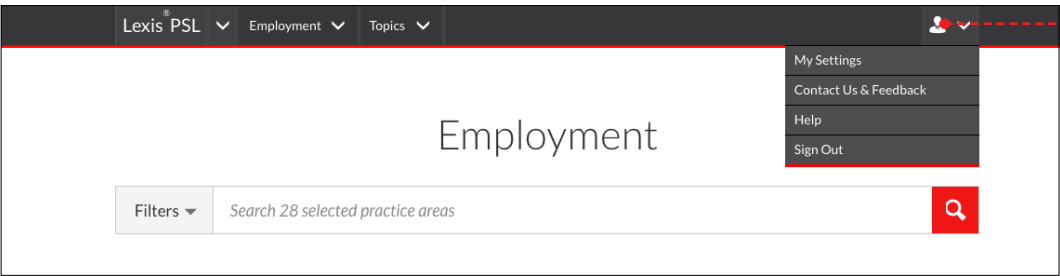 Lexis® PSL Employment Topics
My Settings
Contact Us & Feedback
Help
Sign Out
Employment
Filters Search 28 selected practice areas